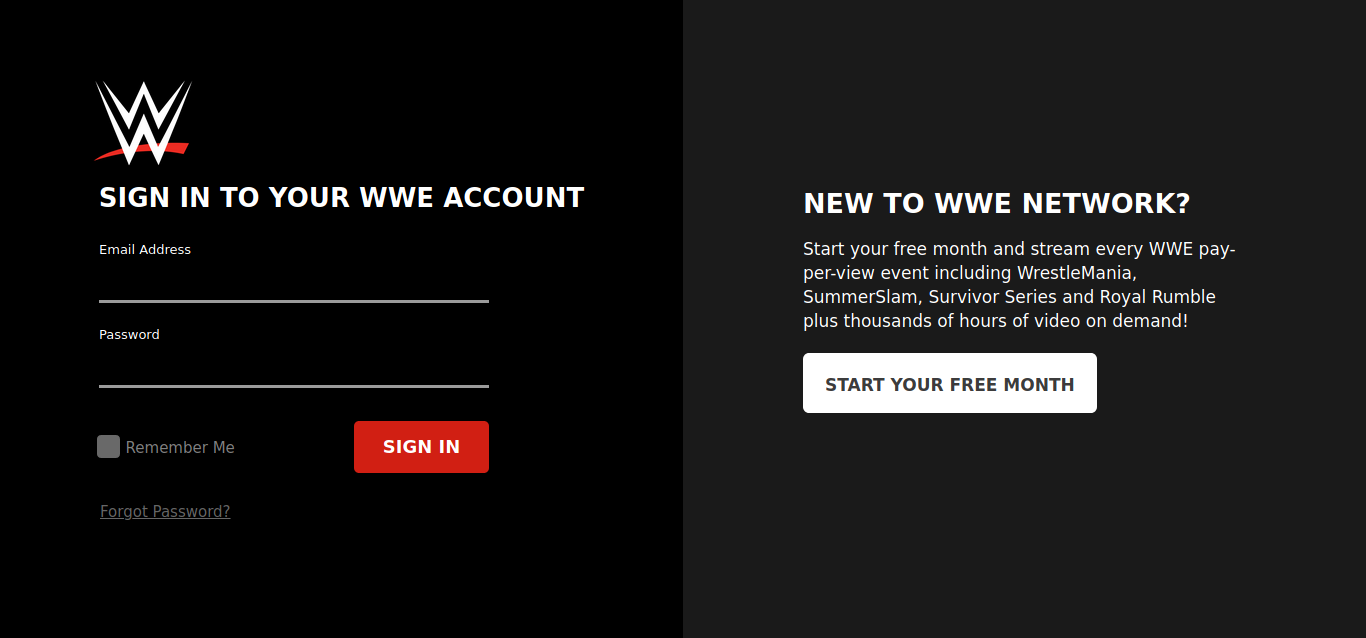 W
SIGN IN TO YOUR WWE ACCOUNT
Email Address
Password
Remember Me
SIGN IN
Forgot Password?
NEW TO WWE NETWORK?
Start your free month and stream every WWE pay-
per-view event including WrestleMania,
SummerSlam, Survivor Series and Royal Rumble
plus thousands of hours of video on demand!
START YOUR FREE MONTH